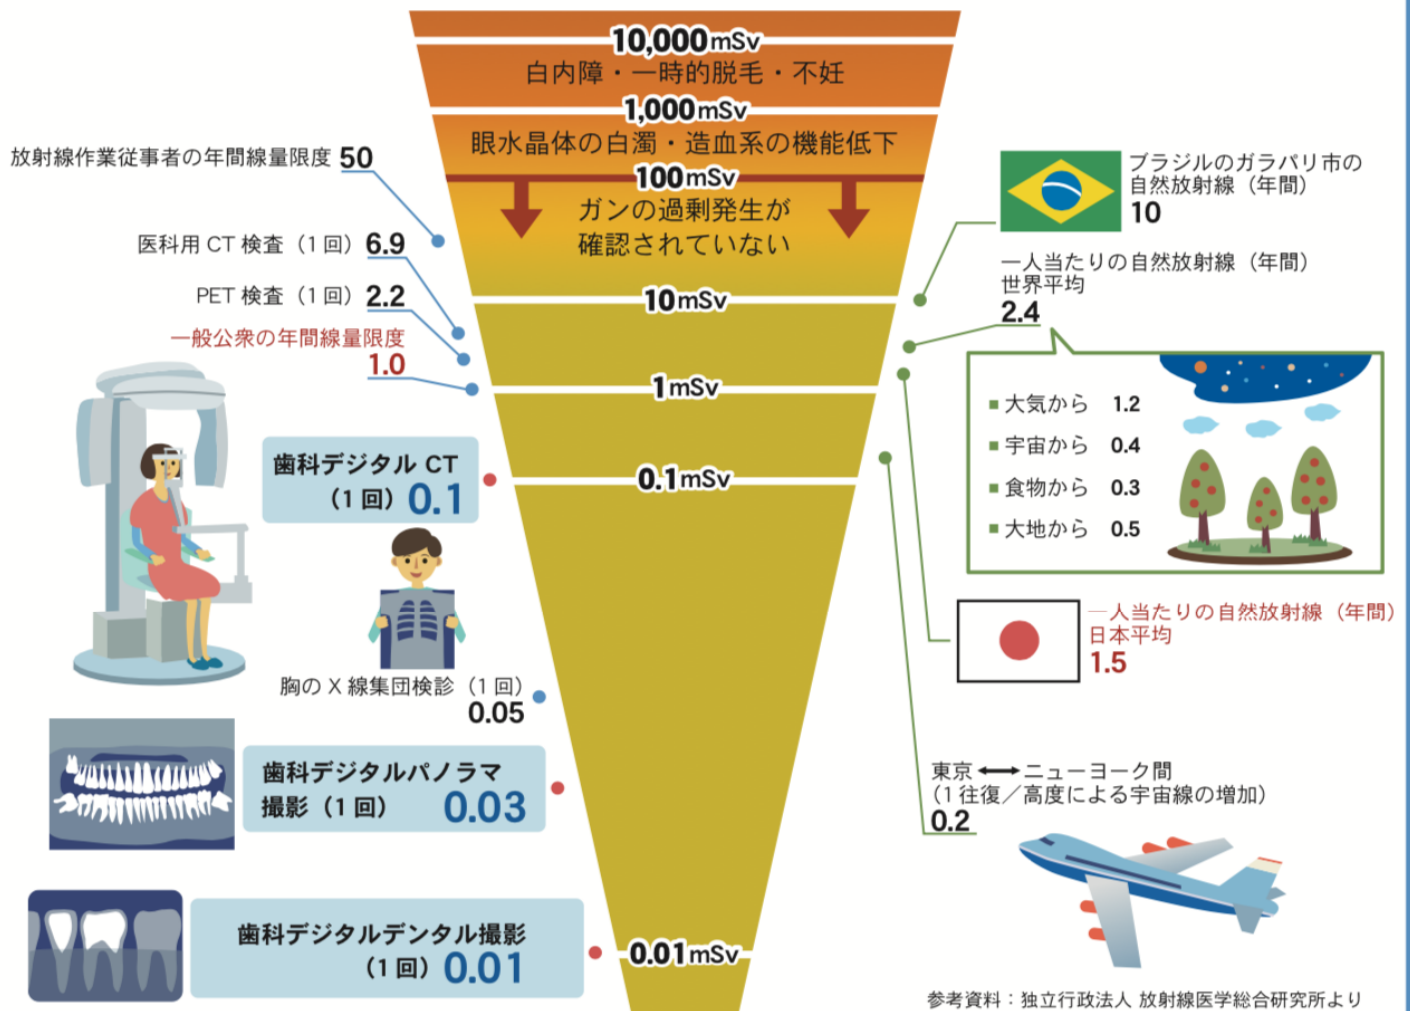 10,000mSv
白内障・一時的脱毛・不妊
1,000mSv
眼水晶体の白濁・造血系の機能低下
100mSv
ガンの過剰発生が
確認されていない
10mSv
1mSv
0.1mSv
0.01mSv
放射線作業従事者の年間線量限度 50
医科用 CT 検査（1回）6.9
PET 検査（1回）2.2
一般公衆の年間線量限度
1.0
歯科デジタル CT
（1回）0.1
胸の X 線集団検診（1回）
0.05
歯科デジタルパノラマ
撮影（1回） 0.03
歯科デジタルデンタル撮影
（1回）0.01
ブラジルのガラパリ市の
自然放射線（年間）
10
一人当たりの自然放射線（年間）
世界平均
2.4
■ 大気から 1.2
■ 宇宙から 0.4
■ 食物から 0.3
■ 大地から 0.5
一人当たりの自然放射線（年間）
日本平均
1.5
東京⟷ニューヨーク間
（1往復／高度による宇宙線の増加）
0.2
参考資料：独立行政法人 放射線医学総合研究所より